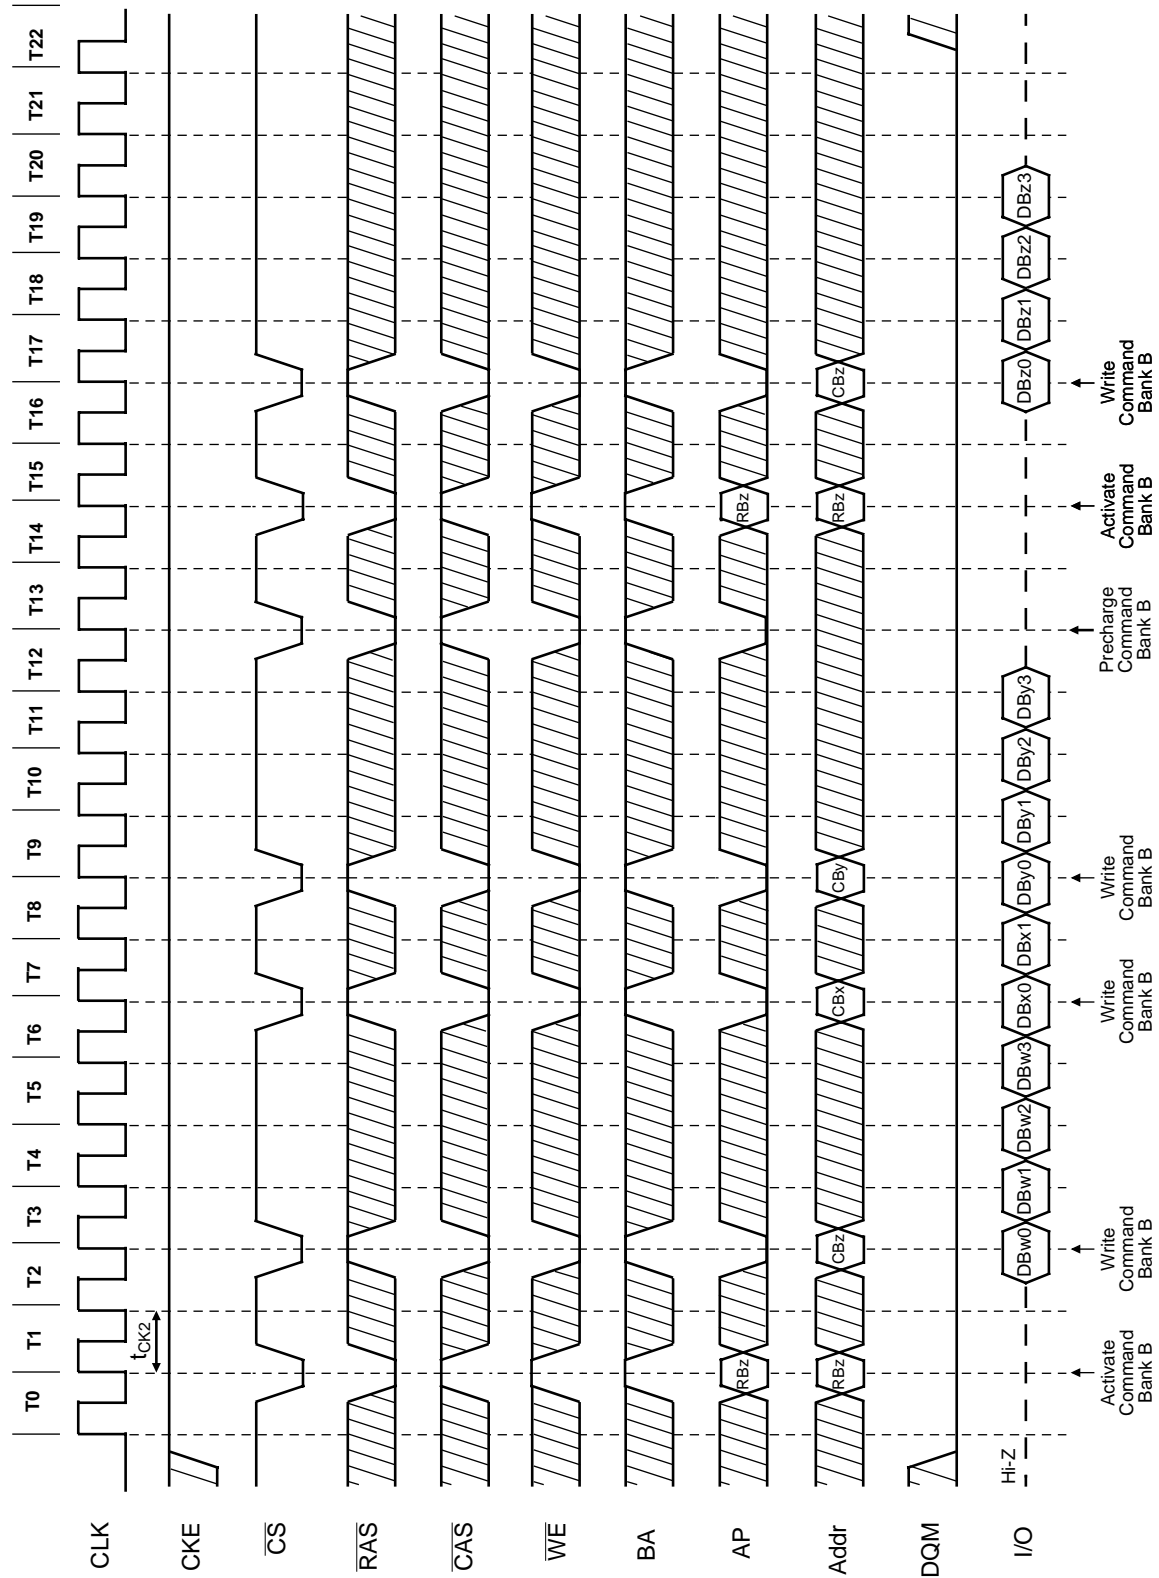 T0 T1 T2 T3 T4 T5 T6 T7 T8 T9 T10 T11 T12 T13 T14 T15 T16 T17 T18 T19 T20 T21 T22
CLK
tCK2
CKE
CS
RAS
CAS
WE
BA
AP RBz RBz
Addr RBz CBz CBx CBy RBz CBz
DQM
I/O Hi-Z DBw0 DBw1 DBw2 DBw3 DBx0 DBx1 DBy0 DBy1 DBy2 DBy3 DBz0 DBz1 DBz2 DBz3
Activate
Command
Bank B
Write
Command
Bank B
Write
Command
Bank B
Write
Command
Bank B
Precharge
Command
Bank B
Activate
Command
Bank B
Write
Command
Bank B